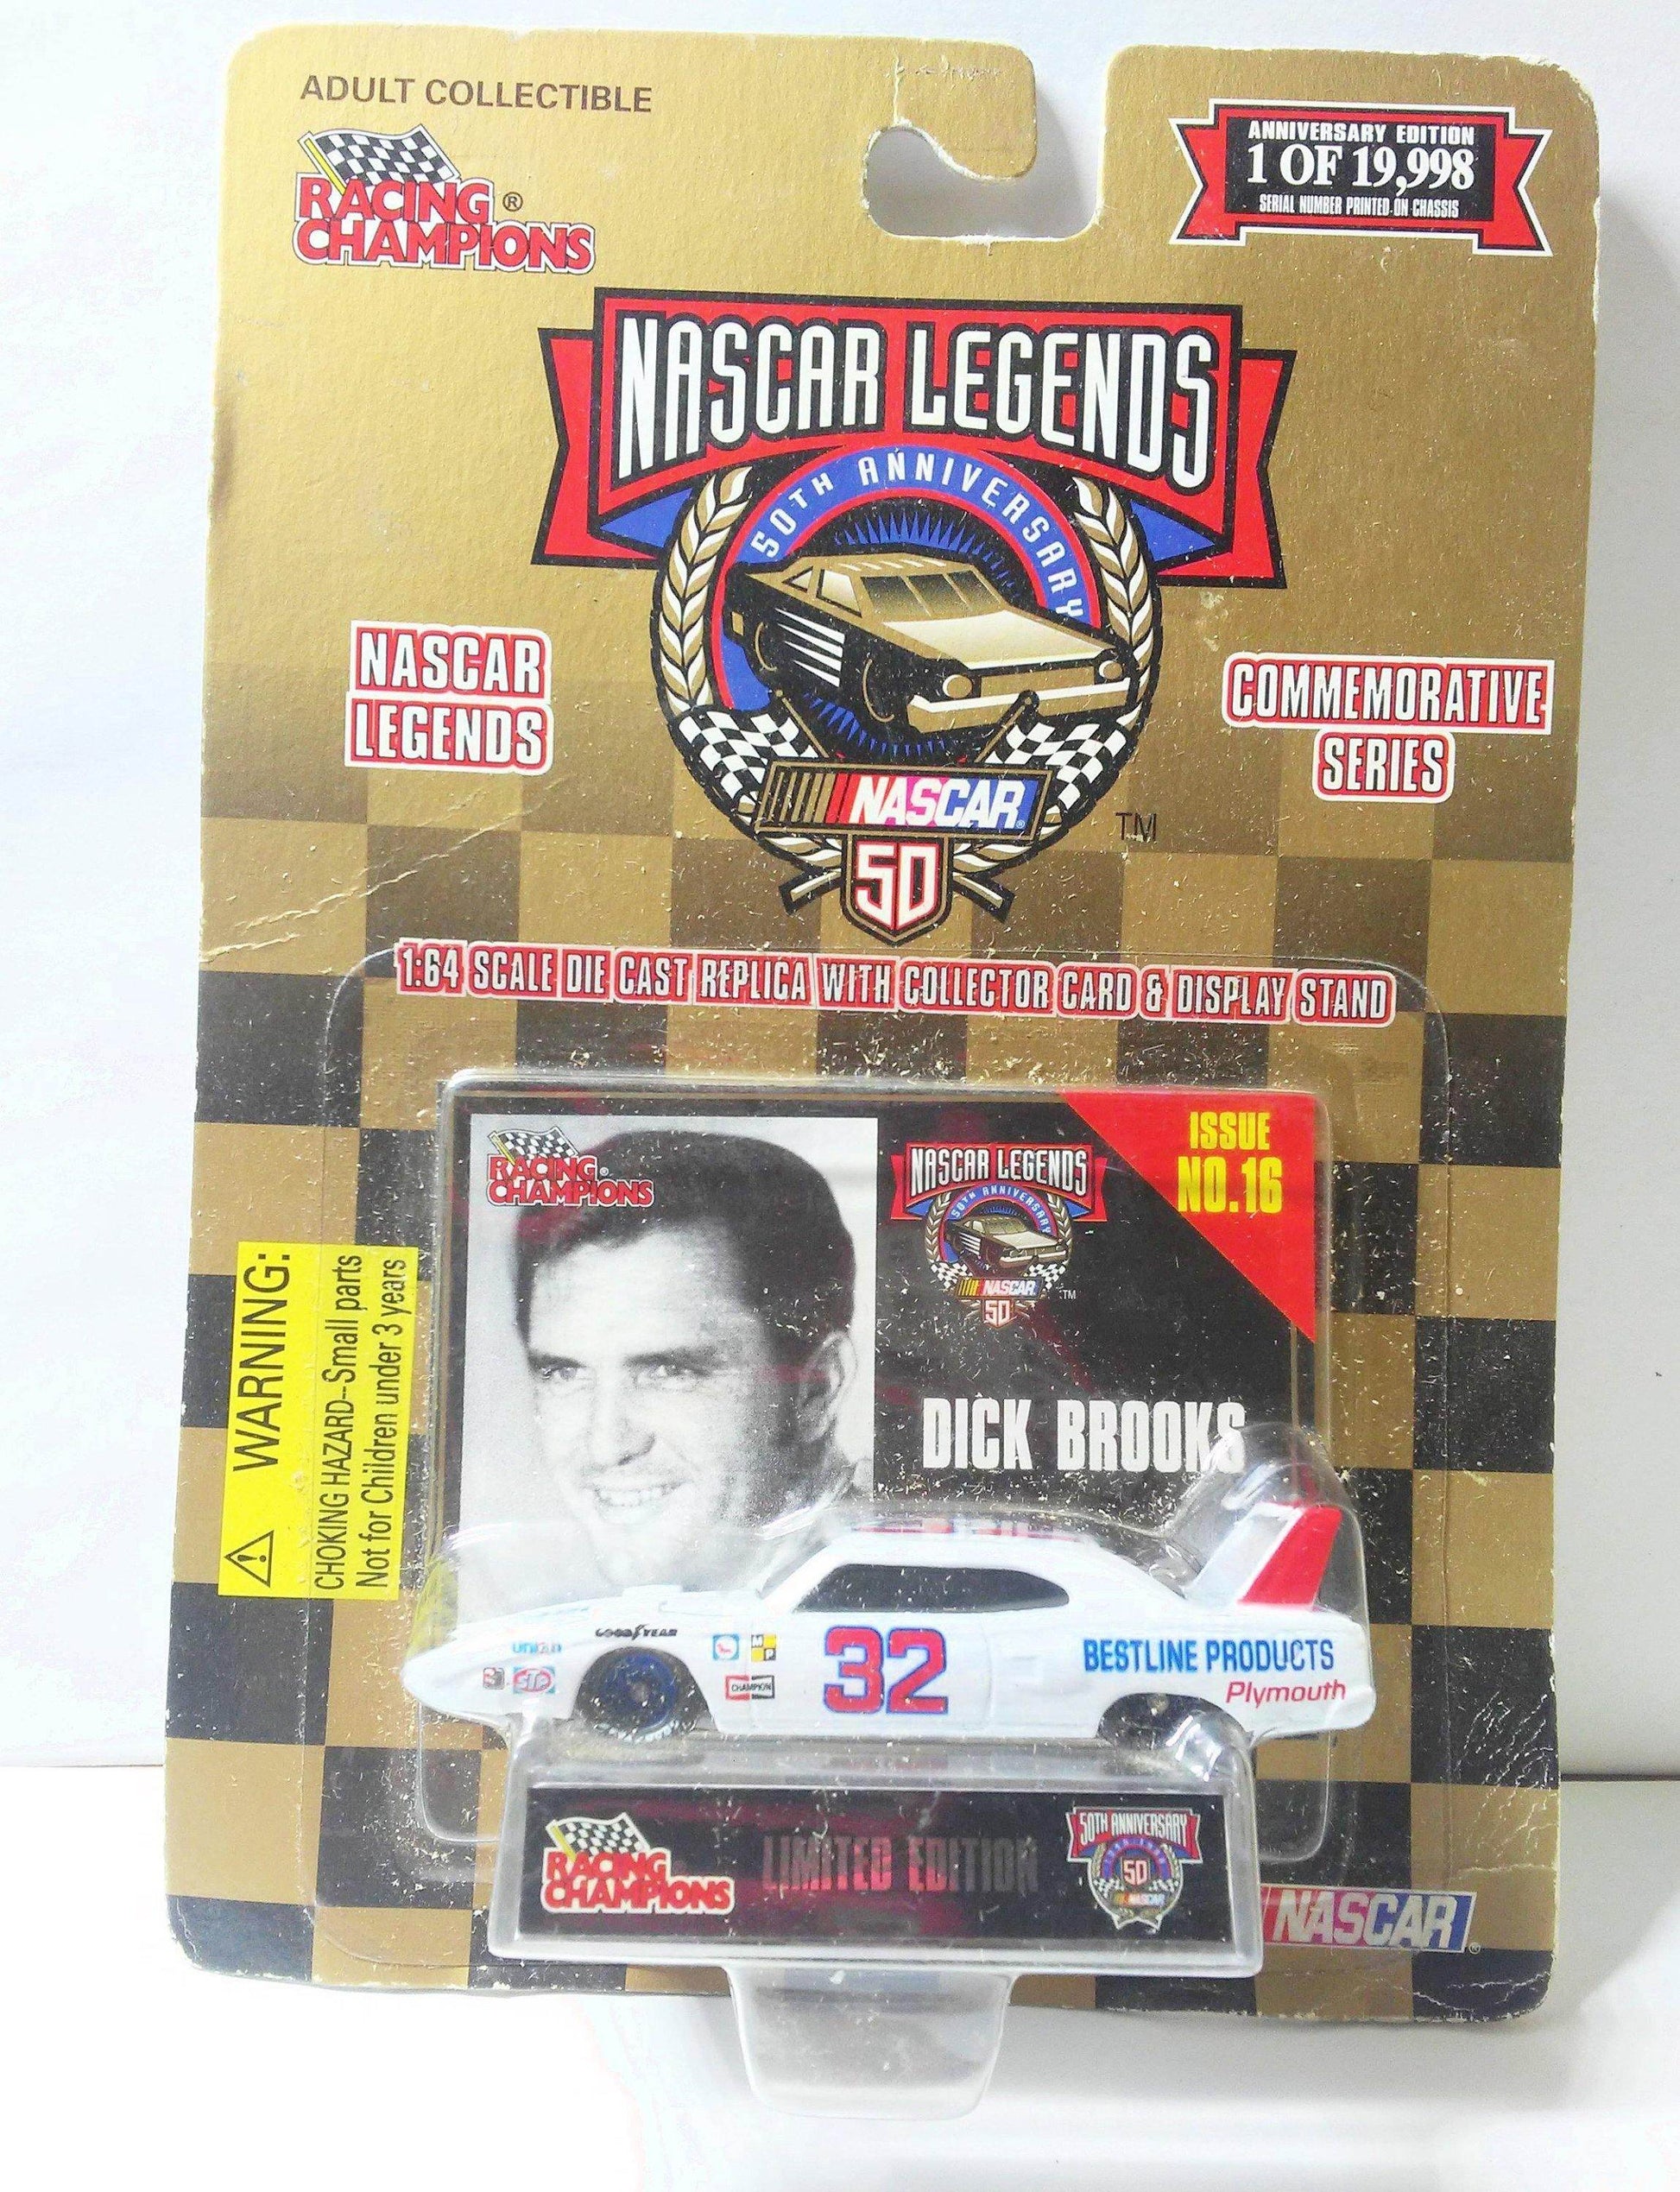 ADULT COLLECTIBLE
RACING ®
CHAMPIONS
ANNIVERSARY EDITION
1 OF 19,998
SERIAL NUMBER PRINTED ON CHASSIS
NASCAR LEGENDS
50TH ANNIVERSARY
NASCAR
LEGENDS
COMMEMORATIVE
SERIES
NASCAR®
TM
50
1:64 SCALE DIE CAST REPLICA WITH COLLECTOR CARD & DISPLAY STAND
RACING®
CHAMPIONS
NASCAR LEGENDS
50TH ANNIVERSARY
NASCAR
TM
50
ISSUE
NO.16
WARNING:
CHOKING HAZARD--Small parts
Not for Children under 3 years
DICK BROOKS
union
GOODYEAR
STP
MP
CHAMPION
32
BESTLINE PRODUCTS
Plymouth
RACING
CHAMPIONS
LIMITED EDITION
50TH ANNIVERSARY
50
NASCAR
NASCAR®